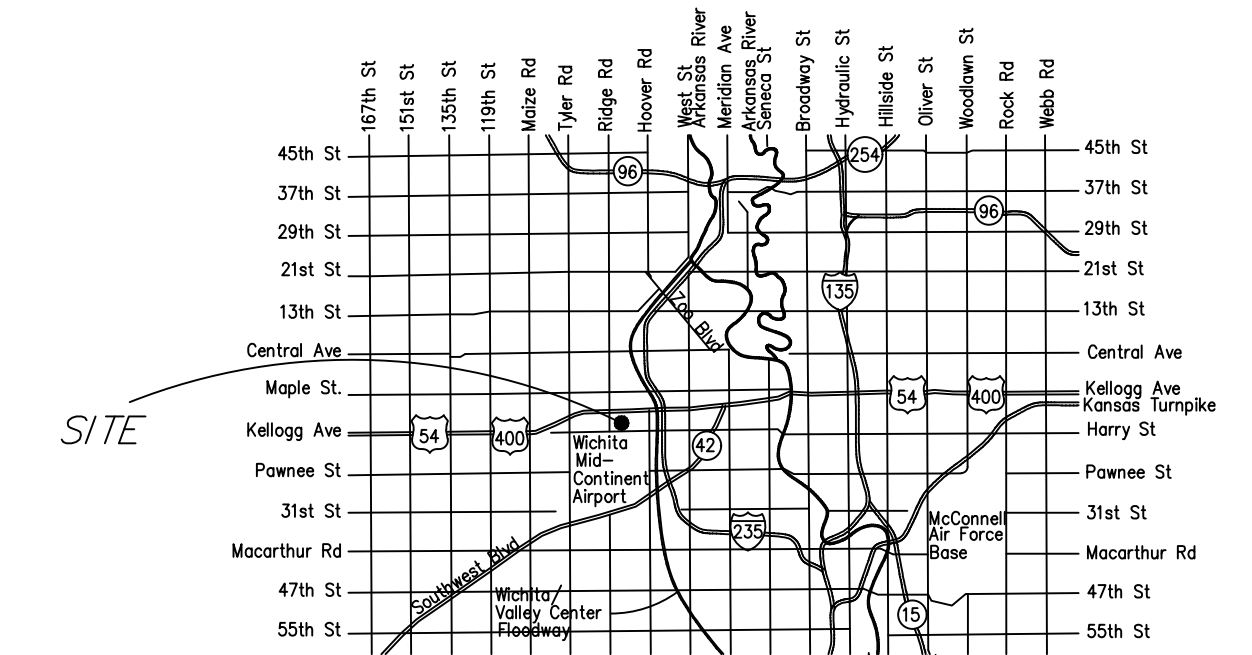 167th St
151st St
135th St
119th St
Maize Rd
Tyler Rd
Ridge Rd
Hoover Rd
West St
Arkansas River
Meridian Ave
Arkansas River
Seneca St
Broadway St
Hydraulic St
Hillside St
Oliver St
Woodlawn St
Rock Rd
Webb Rd
45th St
254
45th St
96
37th St
37th St
96
29th St
29th St
21st St
21st St
135
13th St
13th St
Zoo Blvd
Central Ave
Central Ave
Maple St.
Kellogg Ave
54
400
Kansas Turnpike
SITE
Kellogg Ave
54
400
Harry St
42
Wichita
Mid-
Continent
Airport
Pawnee St
Pawnee St
31st St
31st St
235
McConnell
Air Force
Base
Macarthur Rd
Macarthur Rd
Southwest Blvd
47th St
47th St
Wichita/
Valley Center
Floodway
15
55th St
55th St